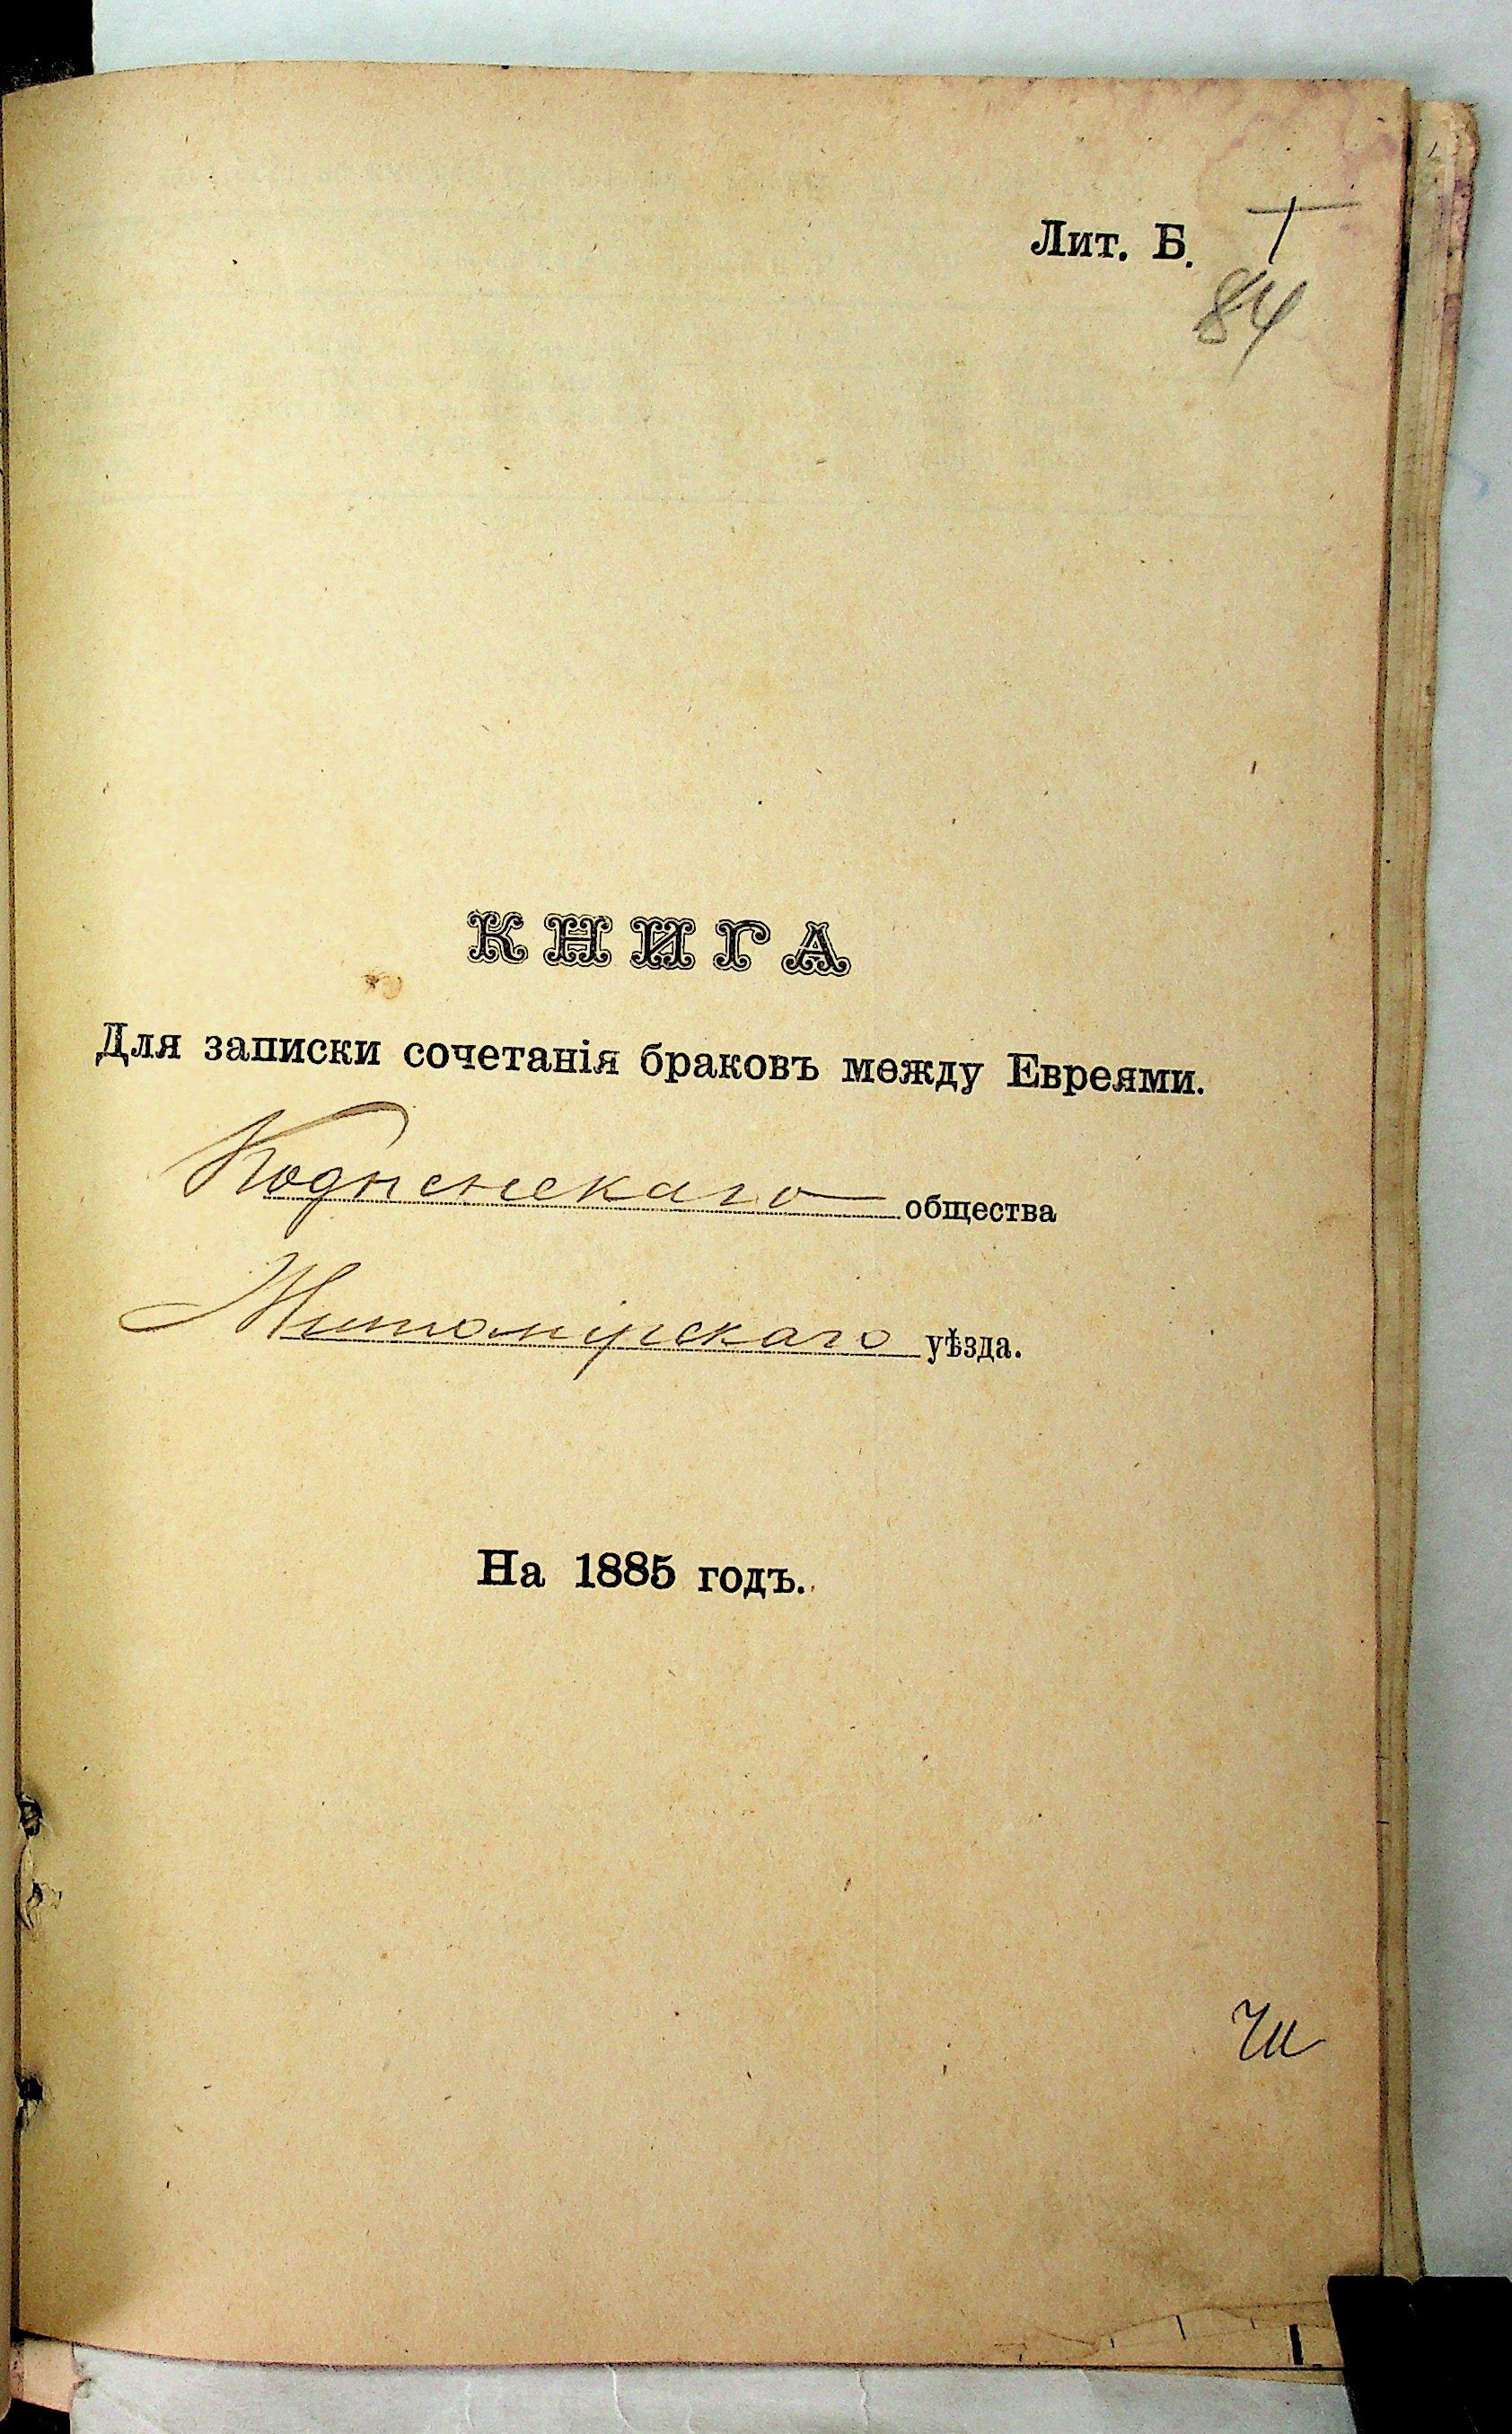 Лит. Б.
84
КНИГА
Для записки сочетанія браковъ между Евреями.
Кодненскаго общества
Житомірскаго уѣзда.
На 1885 годъ.